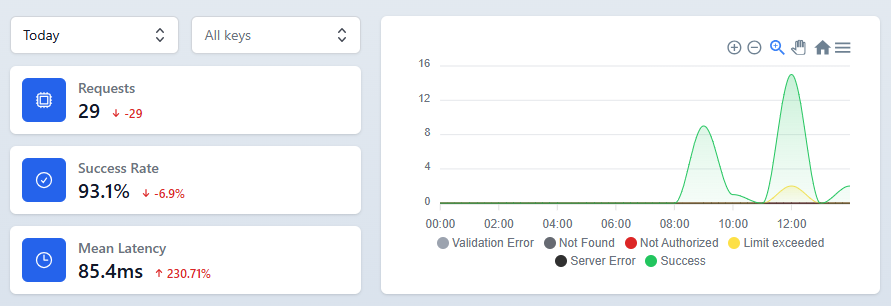 Today
All keys
Requests
29 ↓ -29
Success Rate
93.1% ↓ -6.9%
Mean Latency
85.4ms ↑ 230.71%
16
12
8
4
0
00:00 02:00 04:00 06:00 08:00 10:00 12:00
Validation Error Not Found Not Authorized Limit exceeded
Server Error Success